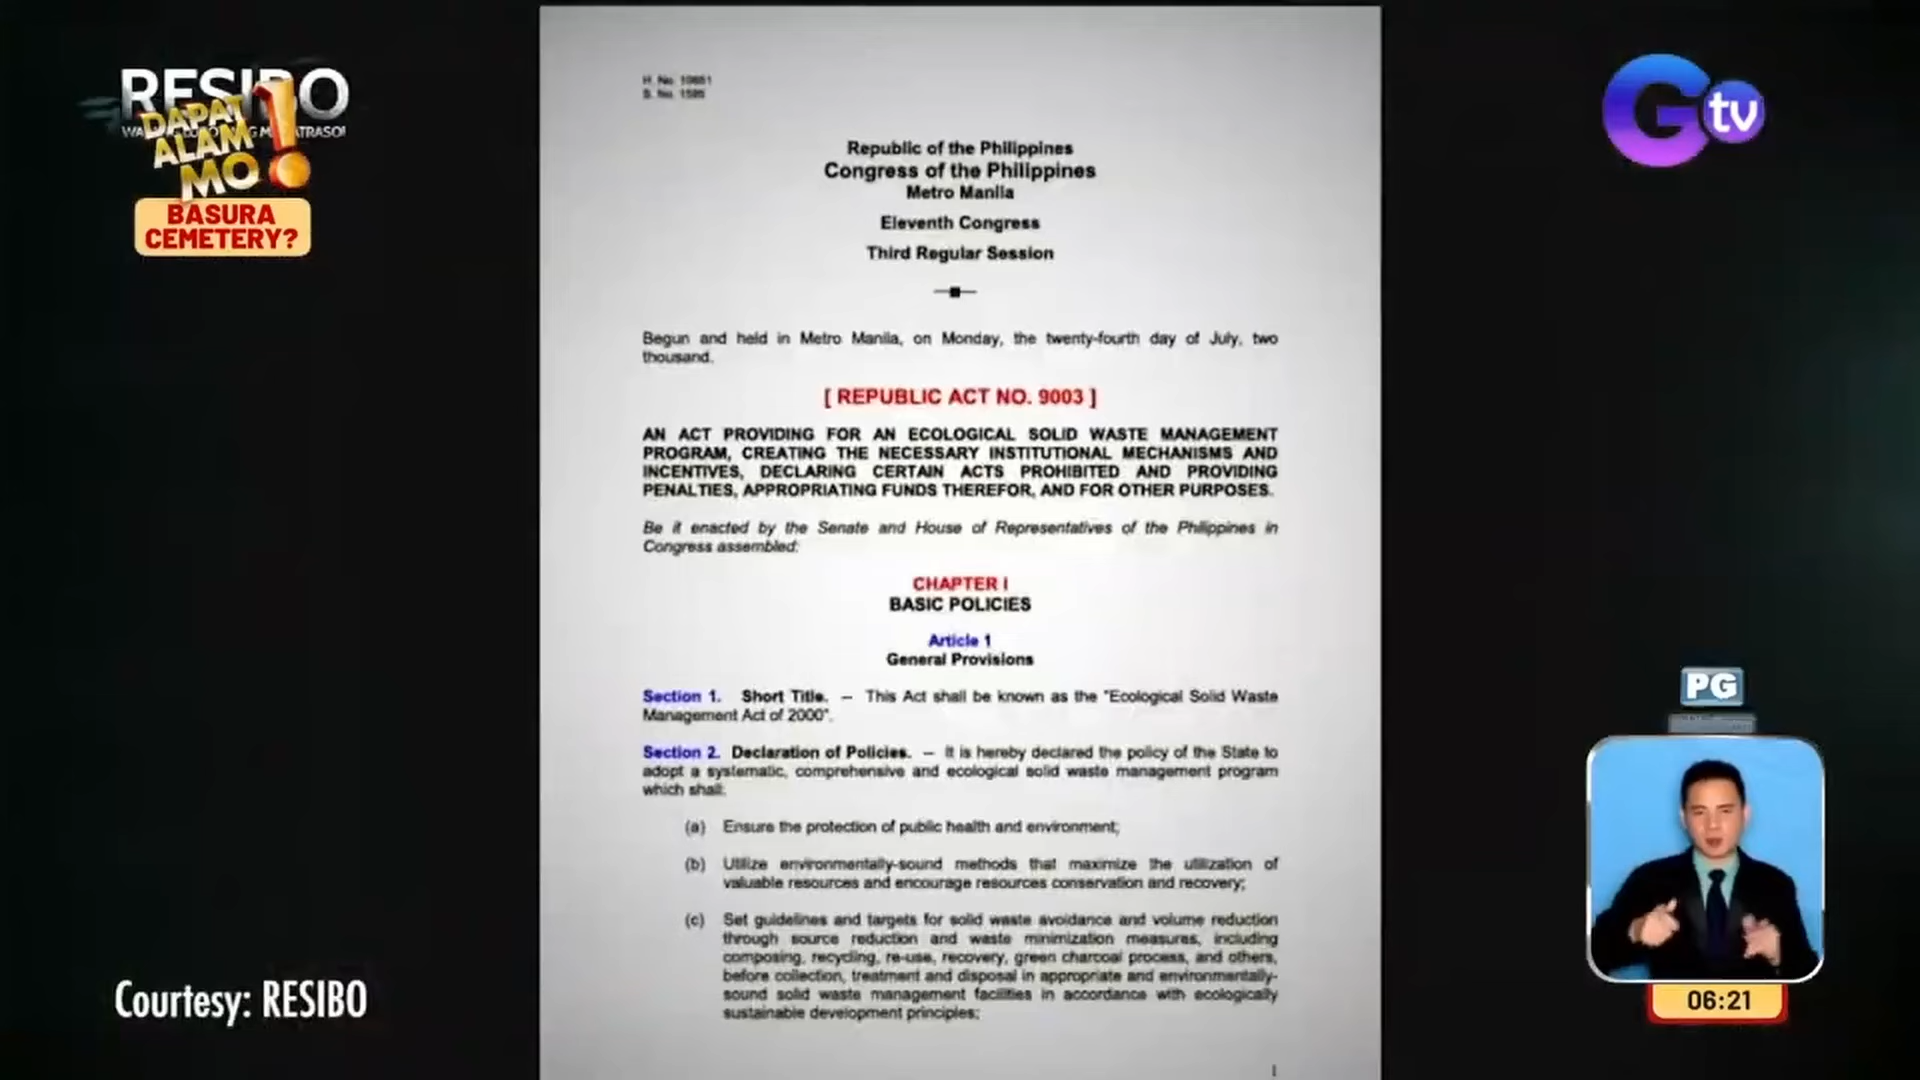 RESIBO
DAPAT
ALAM
MO!
BASURA
CEMETERY?
Gtv
H. No. 10651
S. No. 1595
Republic of the Philippines
Congress of the Philippines
Metro Manila
Eleventh Congress
Third Regular Session
Begun and held in Metro Manila, on Monday, the twenty-fourth day of July, two
thousand.
[ REPUBLIC ACT NO. 9003 ]
AN ACT PROVIDING FOR AN ECOLOGICAL SOLID WASTE MANAGEMENT
PROGRAM, CREATING THE NECESSARY INSTITUTIONAL MECHANISMS AND
INCENTIVES, DECLARING CERTAIN ACTS PROHIBITED AND PROVIDING
PENALTIES, APPROPRIATING FUNDS THEREFOR, AND FOR OTHER PURPOSES.
Be it enacted by the Senate and House of Representatives of the Philippines in
Congress assembled:
CHAPTER I
BASIC POLICIES
Article 1
General Provisions
Section 1. Short Title. – This Act shall be known as the "Ecological Solid Waste
Management Act of 2000".
Section 2. Declaration of Policies. – It is hereby declared the policy of the State to
adopt a systematic, comprehensive and ecological solid waste management program
which shall:
(a) Ensure the protection of public health and environment;
(b) Utilize environmentally-sound methods that maximize the utilization of
valuable resources and encourage resources conservation and recovery;
(c) Set guidelines and targets for solid waste avoidance and volume reduction
through source reduction and waste minimization measures, including
composing, recycling, re-use, recovery, green charcoal process, and others,
before collection, treatment and disposal in appropriate and environmentally-
sound solid waste management facilities in accordance with ecologically
sustainable development principles;
1
PG
06:21
Courtesy: RESIBO